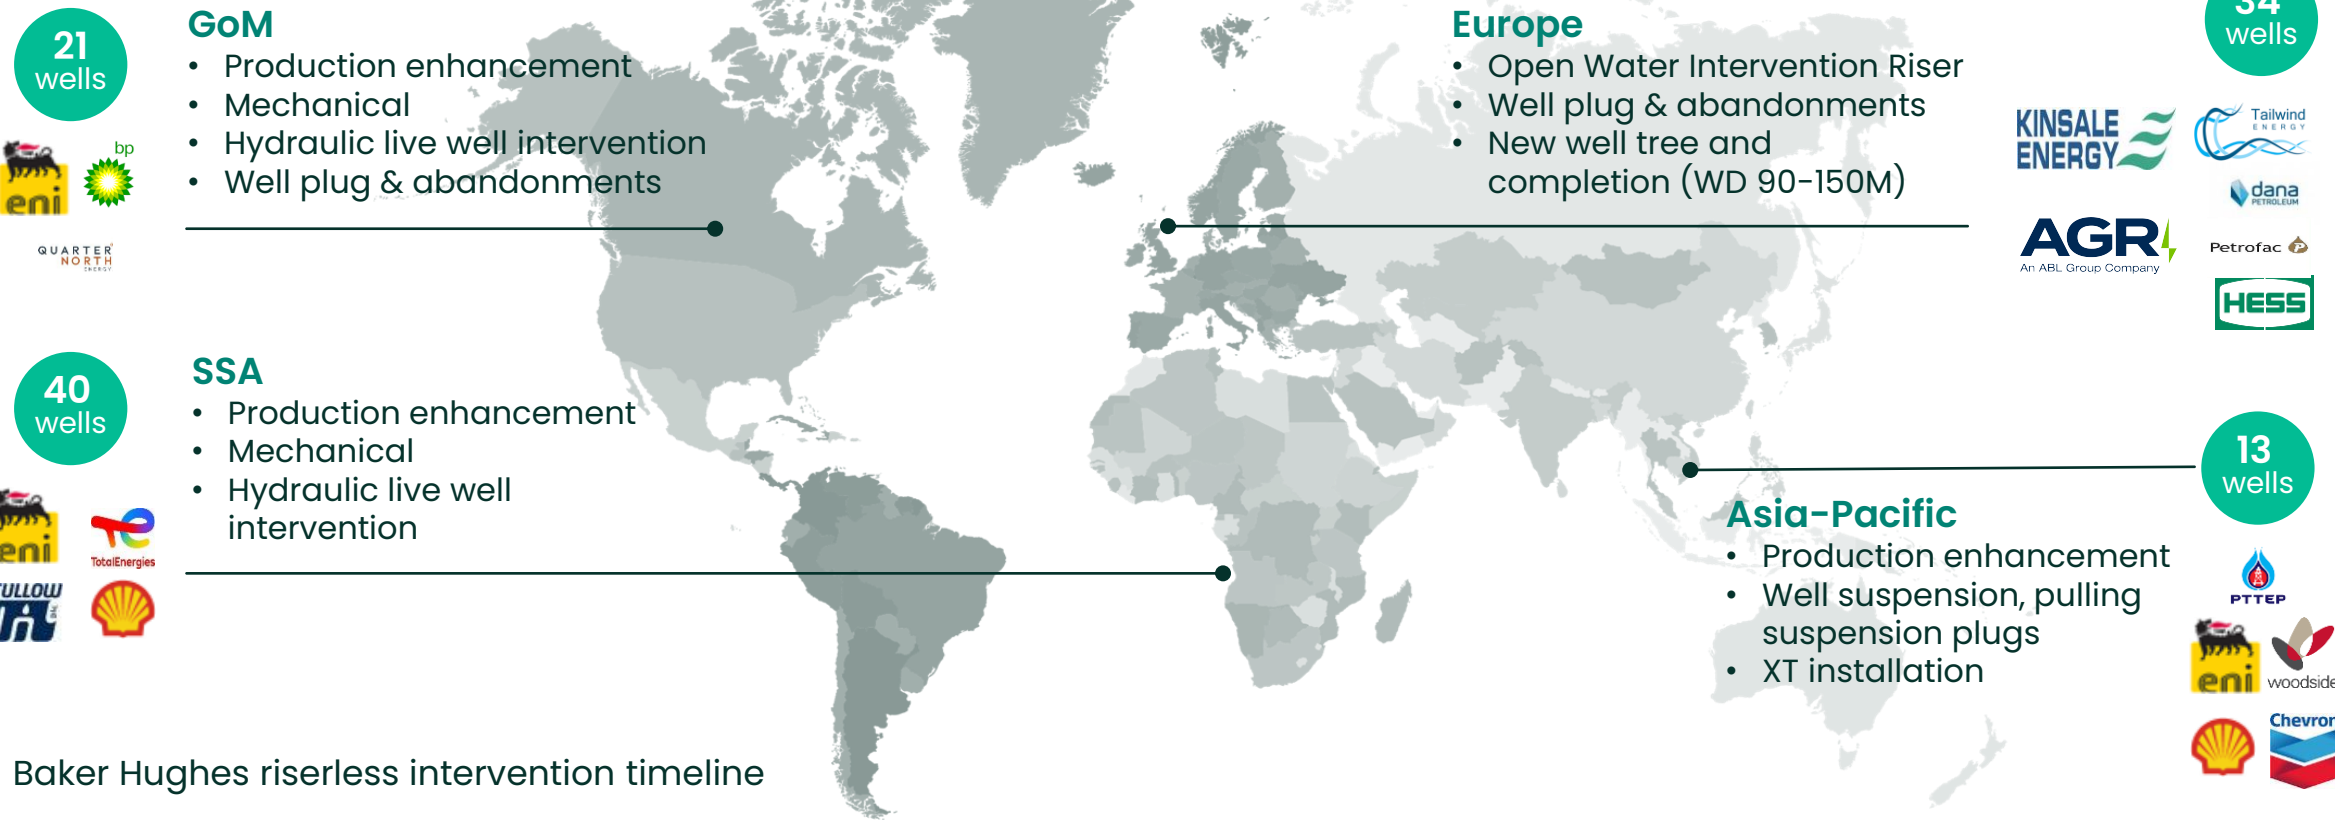 21
wells
GoM
• Production enhancement
• Mechanical
• Hydraulic live well intervention
• Well plug & abandonments
eni
bp
QUARTER
NORTH
ENERGY
Europe
• Open Water Intervention Riser
• Well plug & abandonments
• New well tree and
completion (WD 90-150M)
34
wells
KINSALE
ENERGY
Tailwind
ENERGY
dana
PETROLEUM
AGR
An ABL Group Company
Petrofac
HESS
40
wells
SSA
• Production enhancement
• Mechanical
• Hydraulic live well
intervention
eni
TotalEnergies
TULLOW
13
wells
Asia-Pacific
• Production enhancement
• Well suspension, pulling
suspension plugs
• XT installation
PTTEP
eni
woodside
Chevron
Baker Hughes riserless intervention timeline